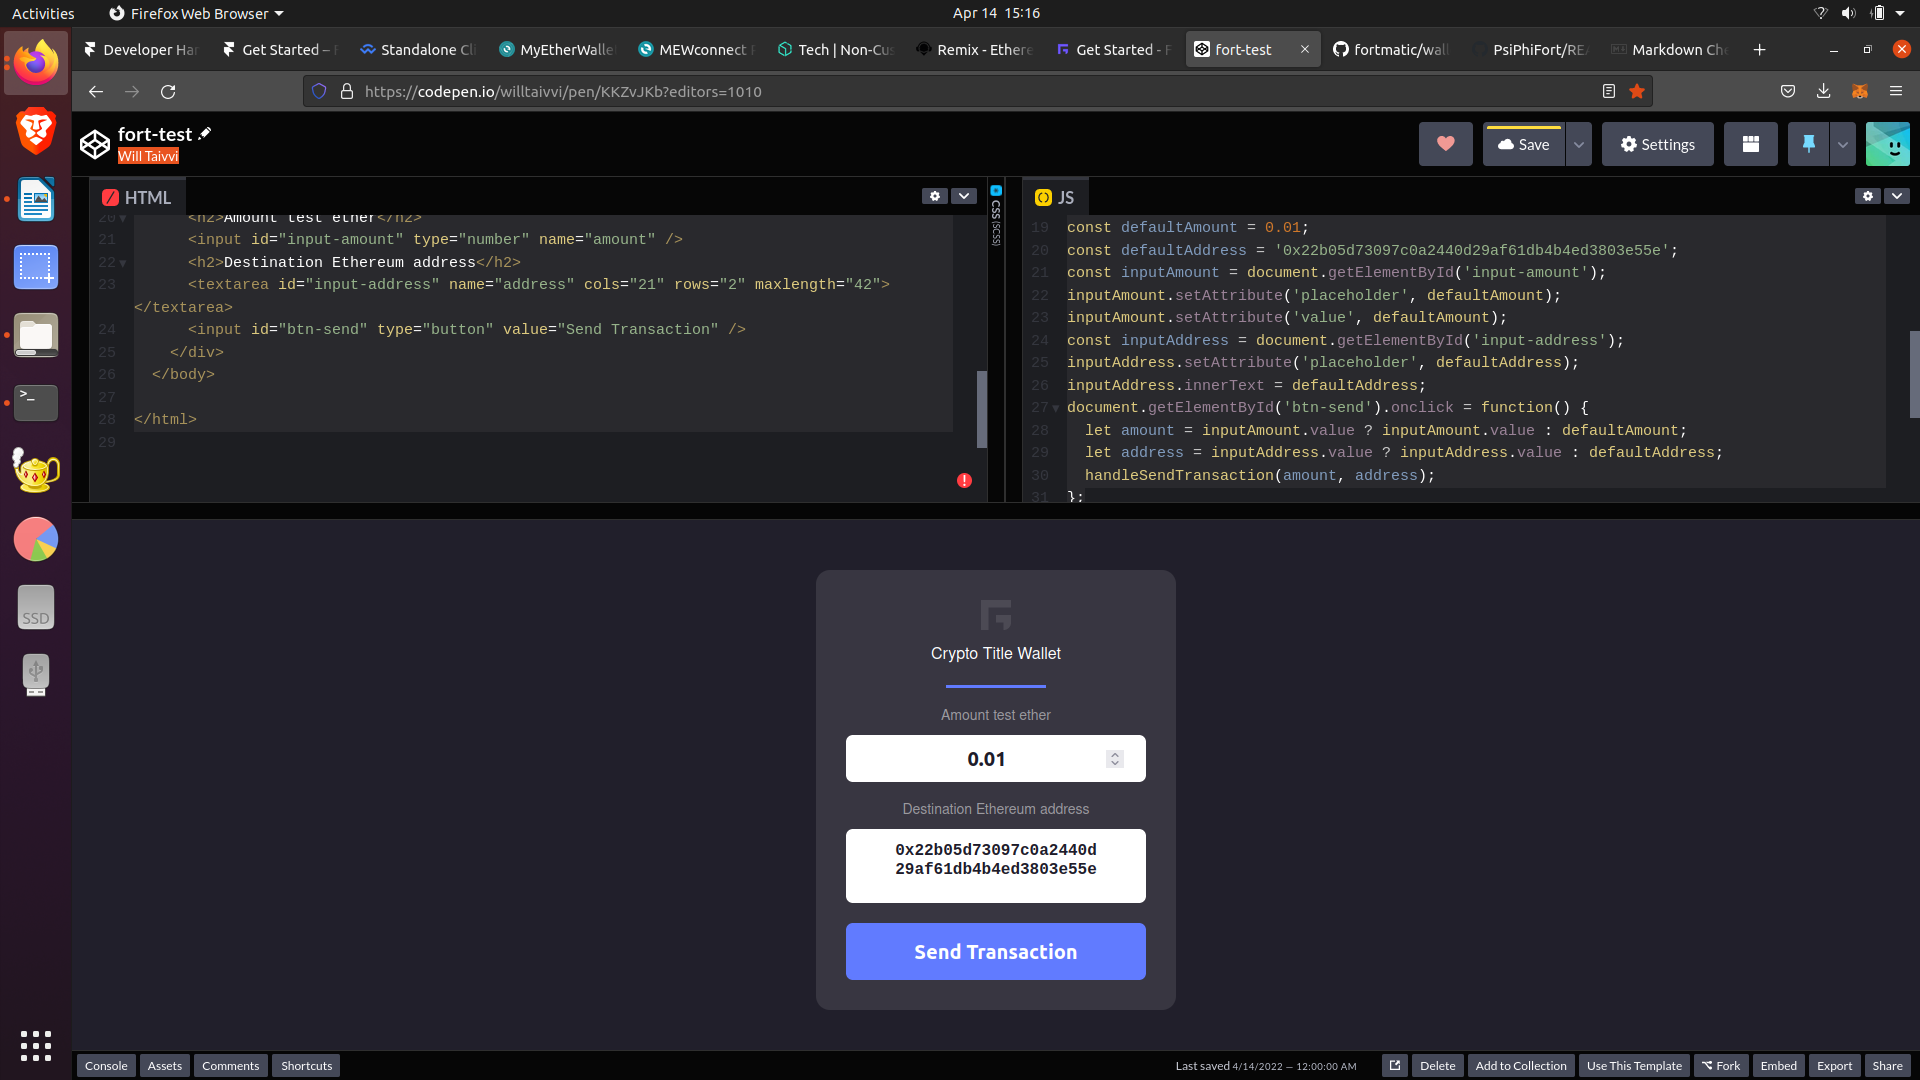 Activities
Firefox Web Browser
Apr 14 15:16
Developer Har
Get Started –
Standalone Cl
MyEtherWalle
MEWconnect
Tech | Non-Cus
Remix - Ethere
Get Started - F
fort-test
fortmatic/wall
PsiPhiFort/REA
Markdown Che
https://codepen.io/willtaivvi/pen/KKZvJKb?editors=1010
fort-test
Will Taivvi
Save
Settings
HTML
CSS (SCSS)
JS
20 <h2>Amount test ether</h2>
21 <input id="input-amount" type="number" name="amount" />
22 <h2>Destination Ethereum address</h2>
23 <textarea id="input-address" name="address" cols="21" rows="2" maxlength="42">
</textarea>
24 <input id="btn-send" type="button" value="Send Transaction" />
25 </div>
26 </body>
27
28 </html>
29
19 const defaultAmount = 0.01;
20 const defaultAddress = '0x22b05d73097c0a2440d29af61db4b4ed3803e55e';
21 const inputAmount = document.getElementById('input-amount');
22 inputAmount.setAttribute('placeholder', defaultAmount);
23 inputAmount.setAttribute('value', defaultAmount);
24 const inputAddress = document.getElementById('input-address');
25 inputAddress.setAttribute('placeholder', defaultAddress);
26 inputAddress.innerText = defaultAddress;
27 document.getElementById('btn-send').onclick = function() {
28 let amount = inputAmount.value ? inputAmount.value : defaultAmount;
29 let address = inputAddress.value ? inputAddress.value : defaultAddress;
30 handleSendTransaction(amount, address);
31 };
Crypto Title Wallet
Amount test ether
0.01
Destination Ethereum address
0x22b05d73097c0a2440d
29af61db4b4ed3803e55e
Send Transaction
SSD
Console
Assets
Comments
Shortcuts
Last saved 4/14/2022 — 12:00:00 AM
Delete
Add to Collection
Use This Template
Fork
Embed
Export
Share